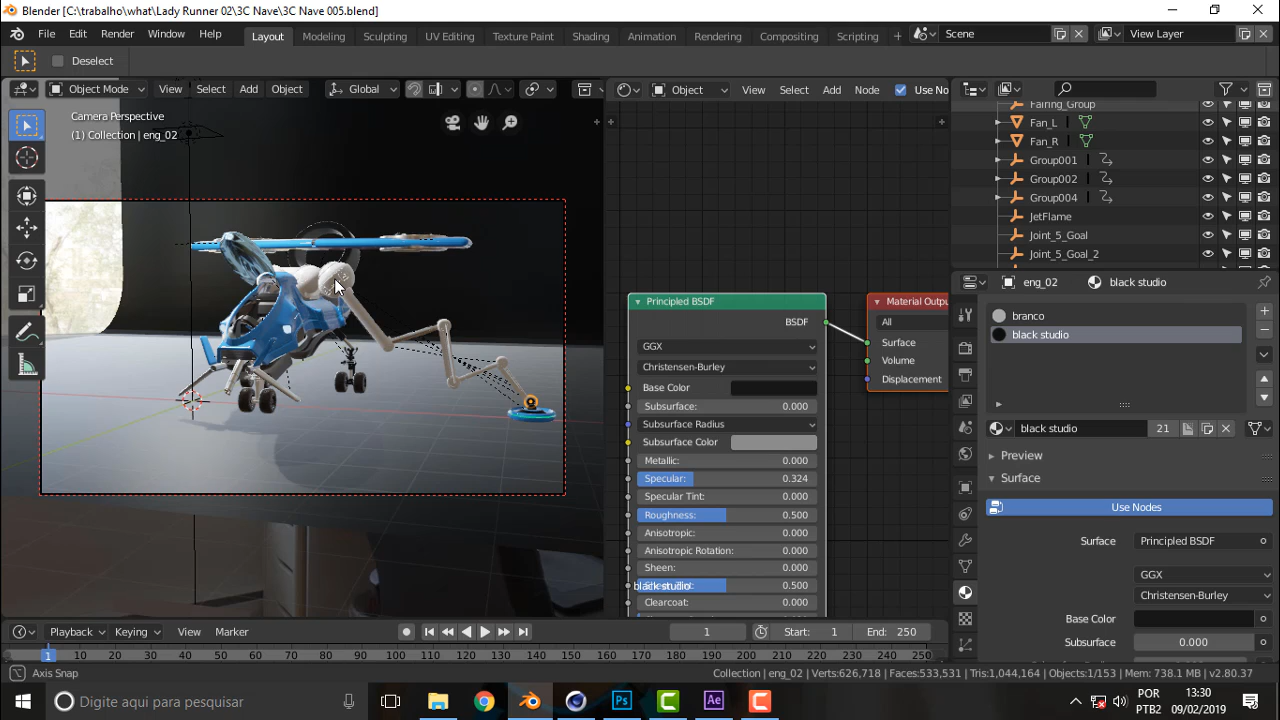 Blender [C:\trabalho\what\Lady Runner 02\3C Nave\3C Nave 005.blend]
File Edit Render Window Help Layout Modeling Sculpting UV Editing Texture Paint Shading Animation Rendering Compositing Scripting + Scene View Layer
Deselect
Object Mode View Select Add Object Global Object View Select Add Node Use No
Camera Perspective
(1) Collection | eng_02
Fairing_Group
Fan_L
Fan_R
Group001
Group002
Group004
JetFlame
Joint_5_Goal
Joint_5_Goal_2
eng_02 black studio
branco
black studio
black studio 21
Preview
Surface
Use Nodes
Surface Principled BSDF
GGX
Christensen-Burley
Base Color
Subsurface: 0.000
Principled BSDF
BSDF
GGX
Christensen-Burley
Base Color
Subsurface: 0.000
Subsurface Radius
Subsurface Color
Metallic: 0.000
Specular: 0.324
Specular Tint: 0.000
Roughness: 0.500
Anisotropic: 0.000
Anisotropic Rotation: 0.000
Sheen: 0.000
0.500
black studio
Clearcoat: 0.000
Material Outpu
All
Surface
Volume
Displacement
Playback Keying View Marker 1 Start: 1 End: 250
1 10 20 30 40 50 60 70 80 90 100 110 120 130 140 150 160 170 180 190 200 210 220 230 240 250
Axis Snap Collection | eng_02 | Verts:626,718 | Faces:533,531 | Tris:1,044,164 | Objects:1/153 | Mem: 738.1 MB | v2.80.37
Digite aqui para pesquisar Ps C Ae C POR 13:30
PTB2 09/02/2019